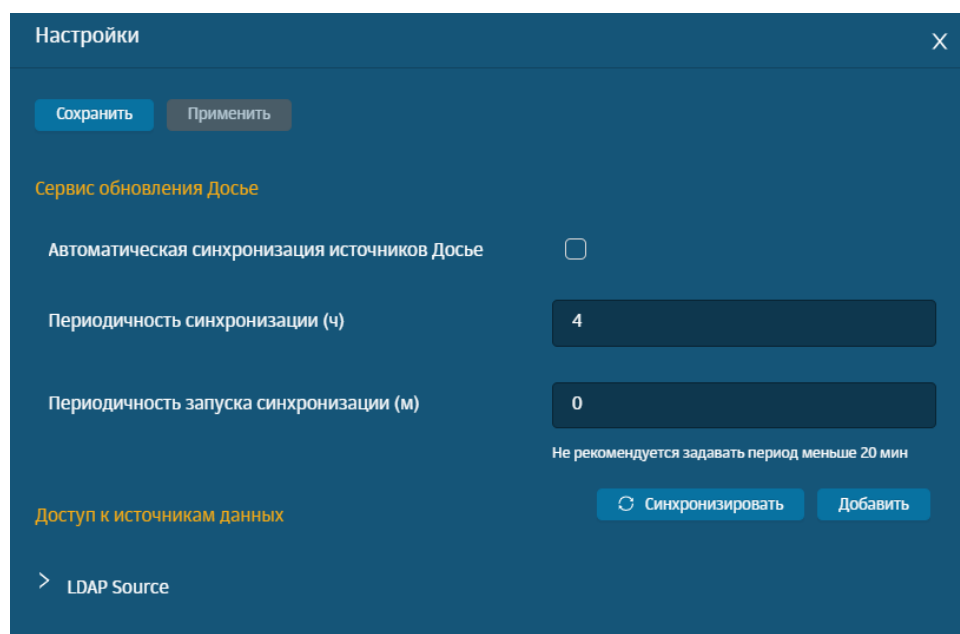 Настройки
X
Сохранить
Применить
Сервис обновления Досье
Автоматическая синхронизация источников Досье
Периодичность синхронизации (ч)
4
Периодичность запуска синхронизации (м)
0
Не рекомендуется задавать период меньше 20 мин
Доступ к источникам данных
Синхронизировать
Добавить
LDAP Source